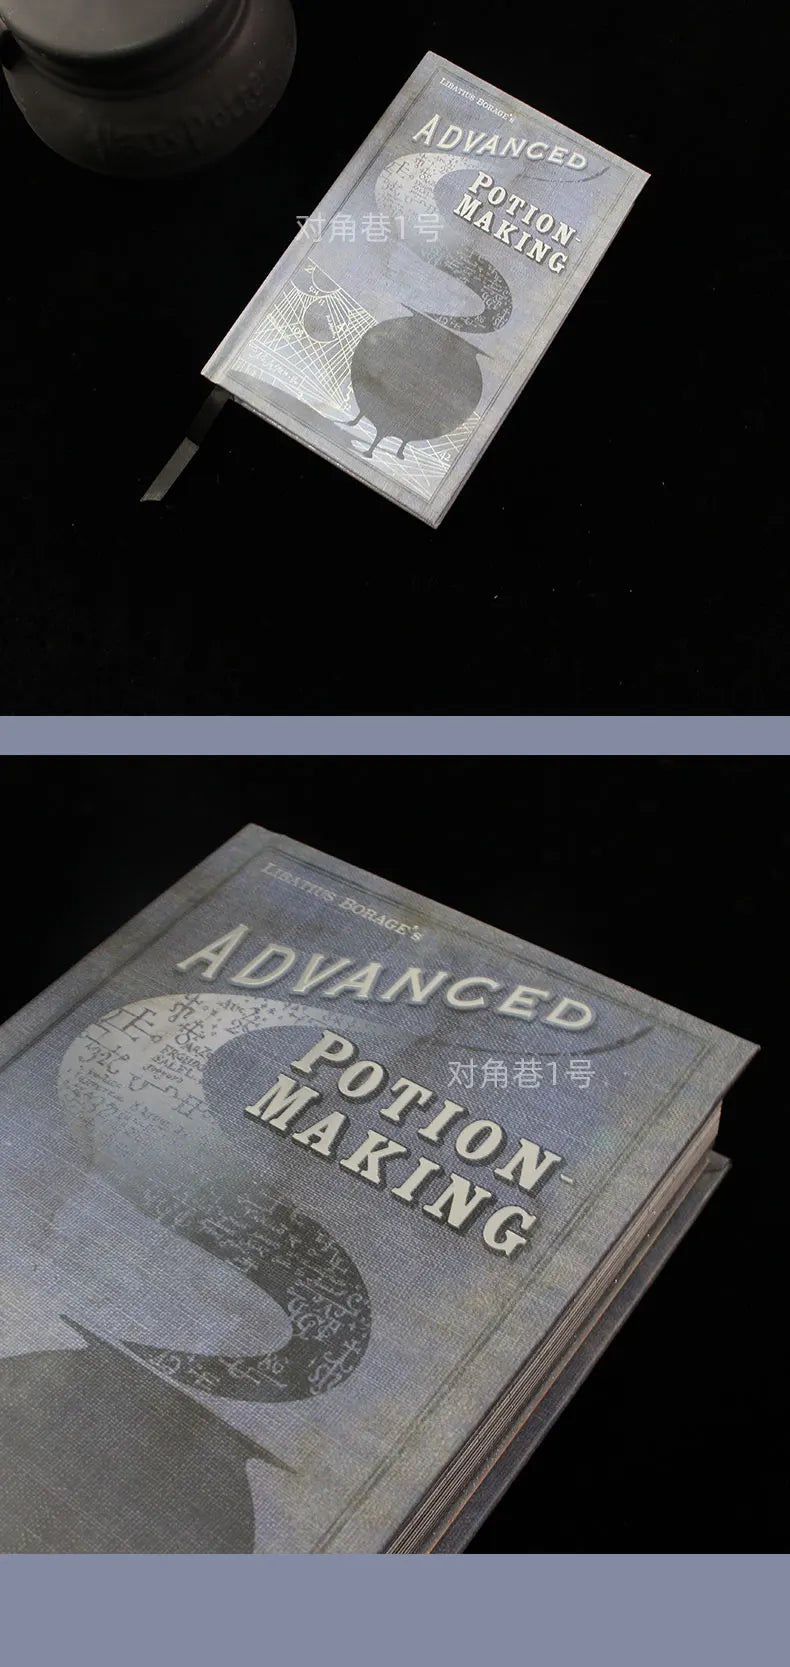 LIBATIUS BORAGE's
ADVANCED
POTION-
MAKING
对角巷1号
LIBATIUS BORAGE's
ADVANCED
POTION-
MAKING
对角巷1号